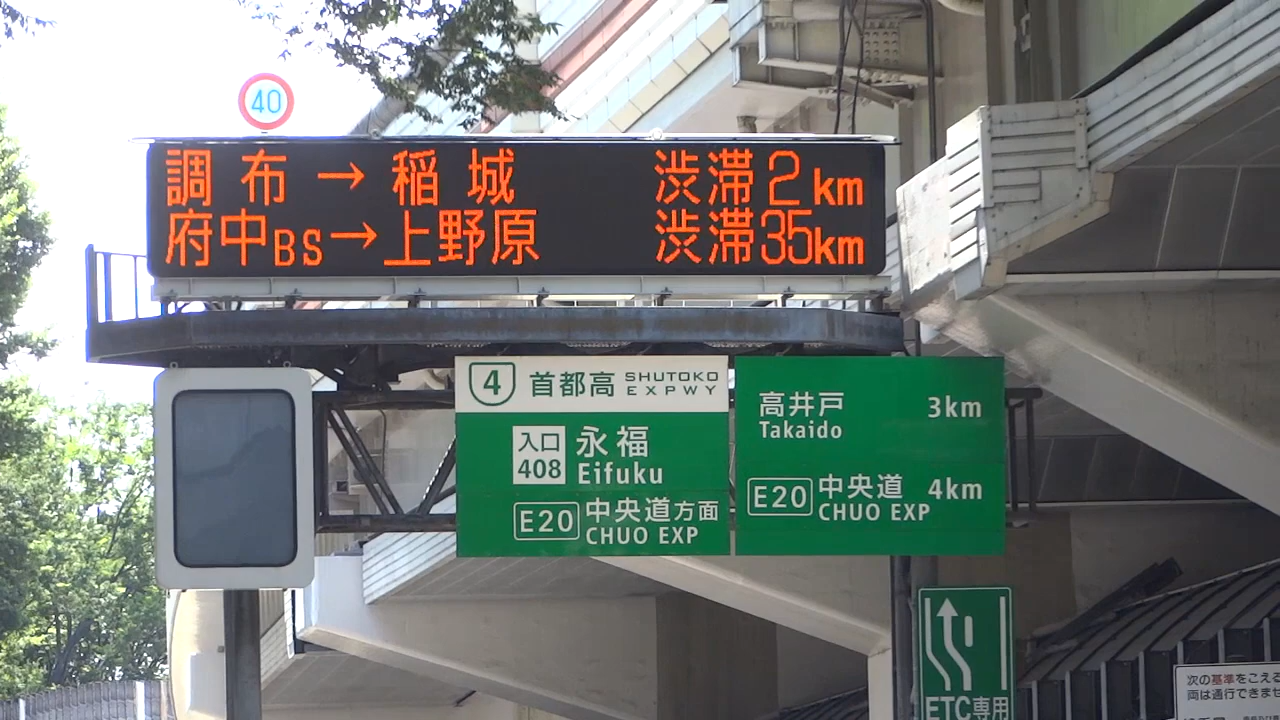 40
調布→稲城 渋滞2km
府中BS→上野原 渋滞35km
4 首都高 SHUTOKO EXPWY
入口 408 永福 Eifuku
E20 中央道方面 CHUO EXP
高井戸 3km
Takaido
E20 中央道 4km
CHUO EXP
ETC専用
次の基準をこえる
両は通行できませ